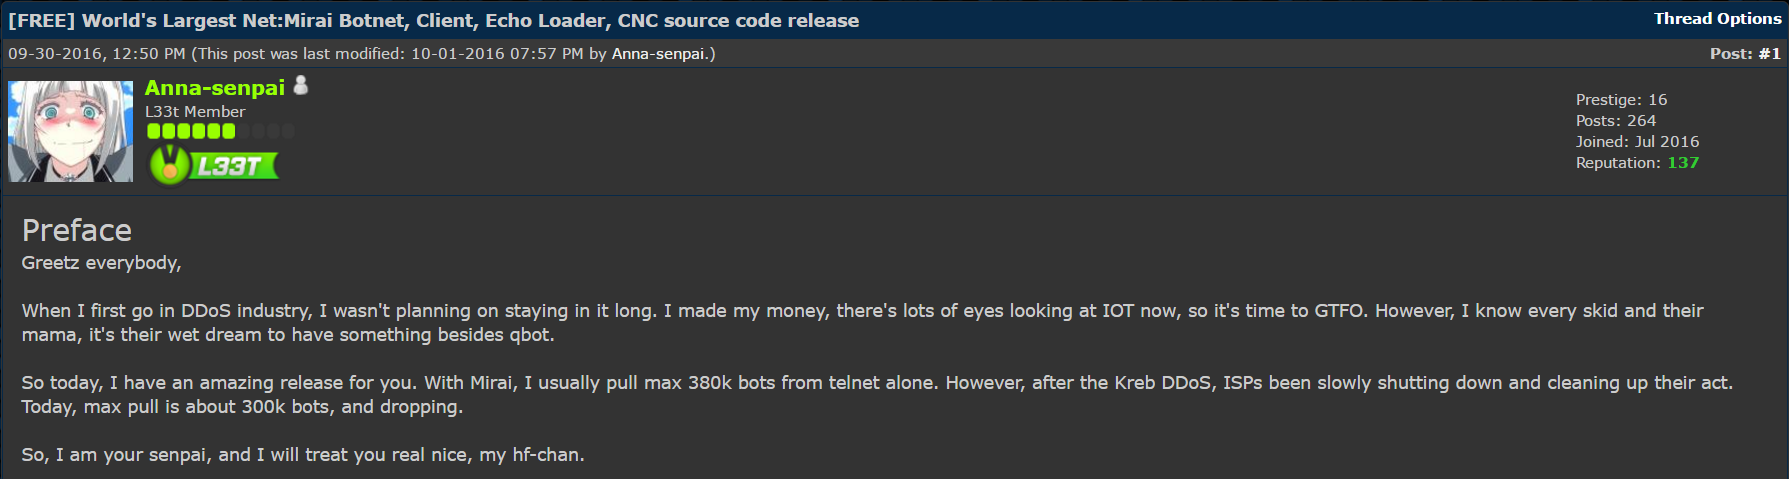 [FREE] World's Largest Net:Mirai Botnet, Client, Echo Loader, CNC source code release
Thread Options
09-30-2016, 12:50 PM (This post was last modified: 10-01-2016 07:57 PM by Anna-senpai.)
Post: #1
Anna-senpai
L33t Member
L33T
Prestige: 16
Posts: 264
Joined: Jul 2016
Reputation: 137
Preface
Greetz everybody,
When I first go in DDoS industry, I wasn't planning on staying in it long. I made my money, there's lots of eyes looking at IOT now, so it's time to GTFO. However, I know every skid and their
mama, it's their wet dream to have something besides qbot.
So today, I have an amazing release for you. With Mirai, I usually pull max 380k bots from telnet alone. However, after the Kreb DDoS, ISPs been slowly shutting down and cleaning up their act.
Today, max pull is about 300k bots, and dropping.
So, I am your senpai, and I will treat you real nice, my hf-chan.